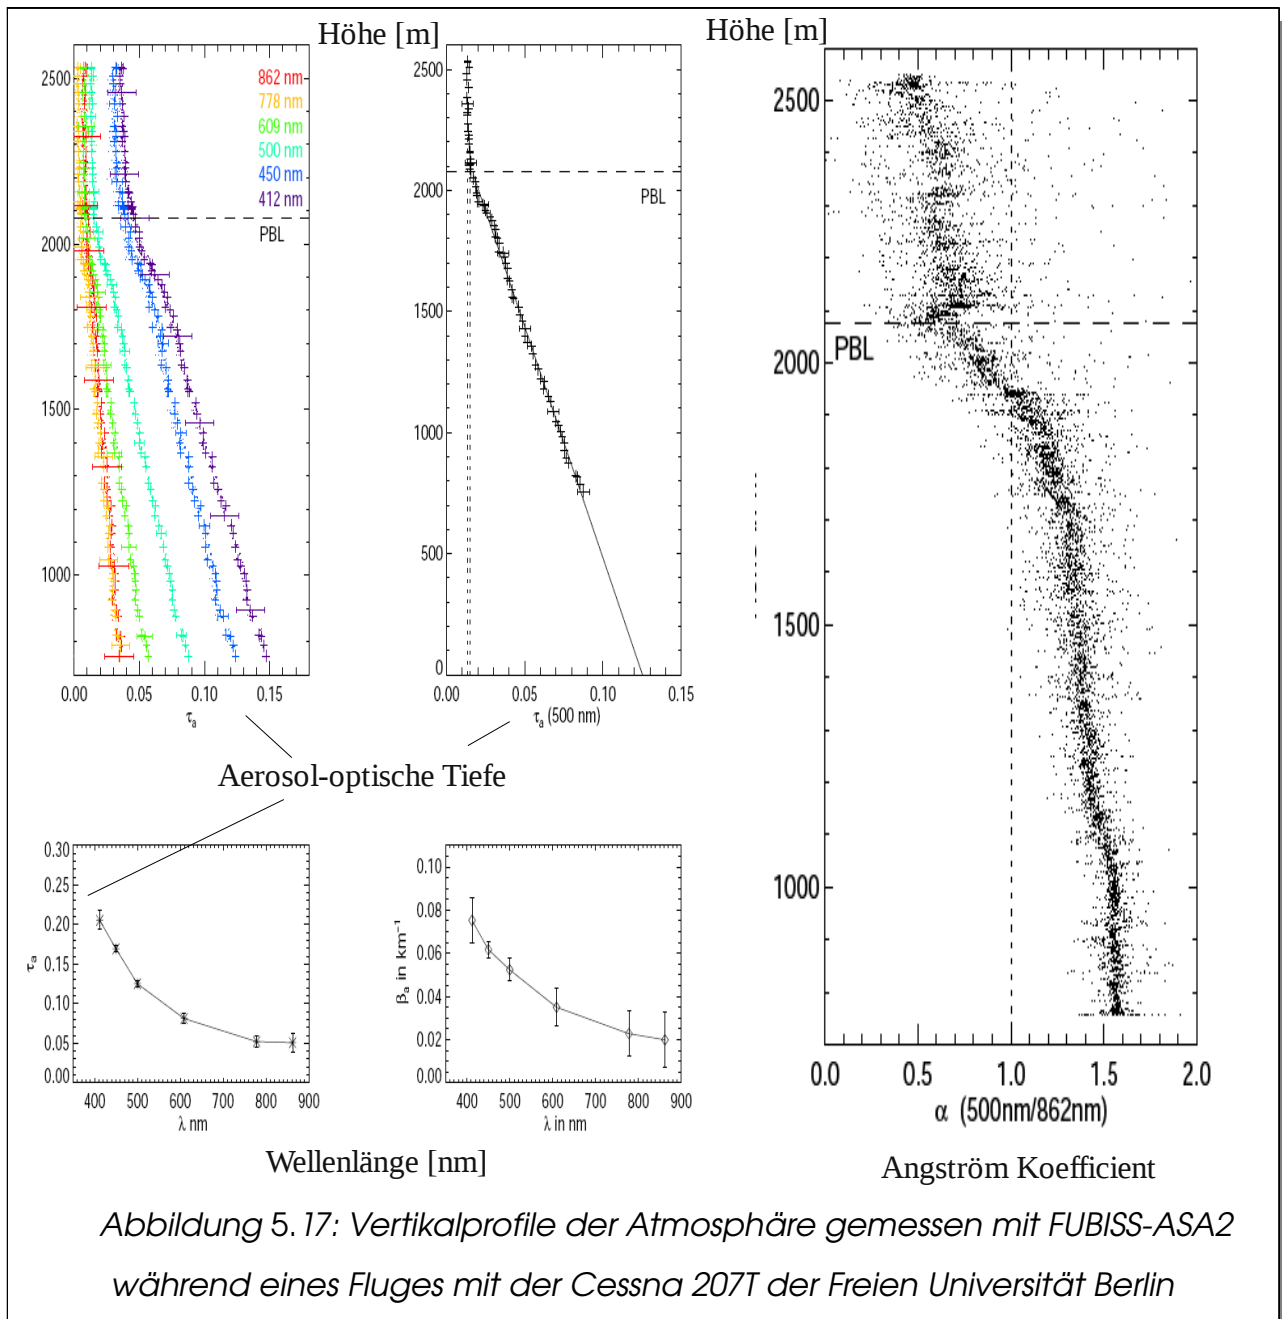 Höhe [m]
2500
2000
1500
1000
862 nm
778 nm
609 nm
500 nm
450 nm
412 nm
PBL
0.00 0.05 0.10 0.15
τa
Höhe [m]
2500
2000
1500
1000
500
0
PBL
0.00 0.05 0.10 0.15
τa (500 nm)
Höhe [m]
2500
2000
1500
1000
PBL
0.0 0.5 1.0 1.5 2.0
α (500nm/862nm)
Angström Koefficient
Aerosol-optische Tiefe
0.30
0.25
0.20
0.15
0.10
0.05
0.00
τa
400 500 600 700 800 900
λ nm
0.10
0.08
0.06
0.04
0.02
0.00
βa in km⁻¹
400 500 600 700 800 900
λ in nm
Wellenlänge [nm]
Abbildung 5.17: Vertikalprofile der Atmosphäre gemessen mit FUBISS-ASA2
während eines Fluges mit der Cessna 207T der Freien Universität Berlin